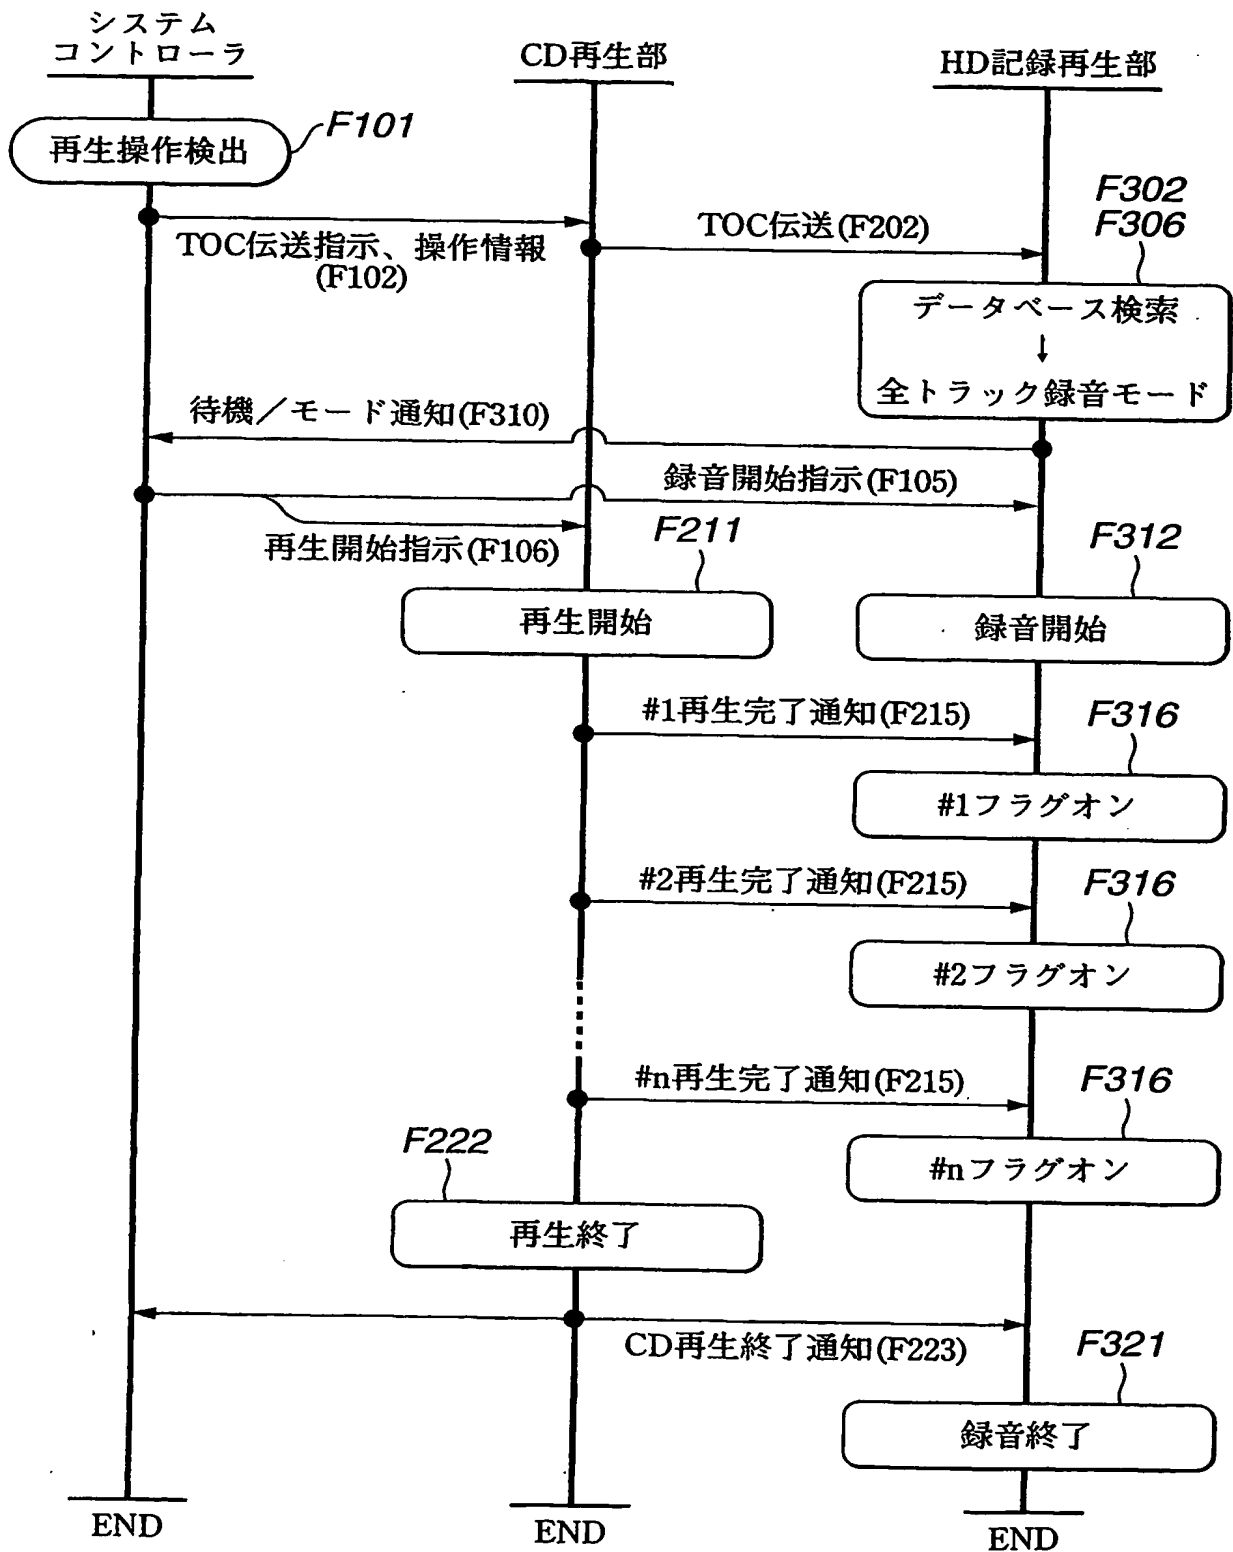 システム
コントローラ
CD再生部
HD記録再生部
再生操作検出
F101
TOC伝送指示、操作情報
(F102)
TOC伝送(F202)
F302
F306
データベース検索
↓
全トラック録音モード
待機/モード通知(F310)
録音開始指示(F105)
再生開始指示(F106)
F211
再生開始
F312
録音開始
#1再生完了通知(F215)
F316
#1フラグオン
#2再生完了通知(F215)
F316
#2フラグオン
#n再生完了通知(F215)
F316
#nフラグオン
F222
再生終了
CD再生終了通知(F223)
F321
録音終了
END
END
END